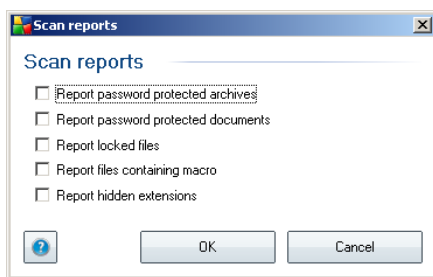 Scan reports
Scan reports
Report password protected archives
Report password protected documents
Report locked files
Report files containing macro
Report hidden extensions
? OK Cancel